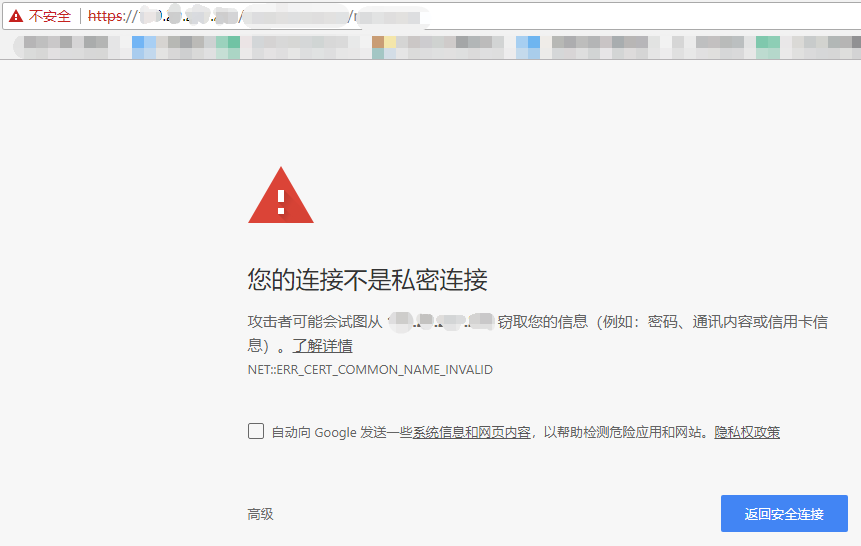 不安全 https://
您的连接不是私密连接
攻击者可能会试图从 窃取您的信息（例如：密码、通讯内容或信用卡信
息）。了解详情
NET::ERR_CERT_COMMON_NAME_INVALID
自动向 Google 发送一些系统信息和网页内容，以帮助检测危险应用和网站。隐私权政策
高级
返回安全连接